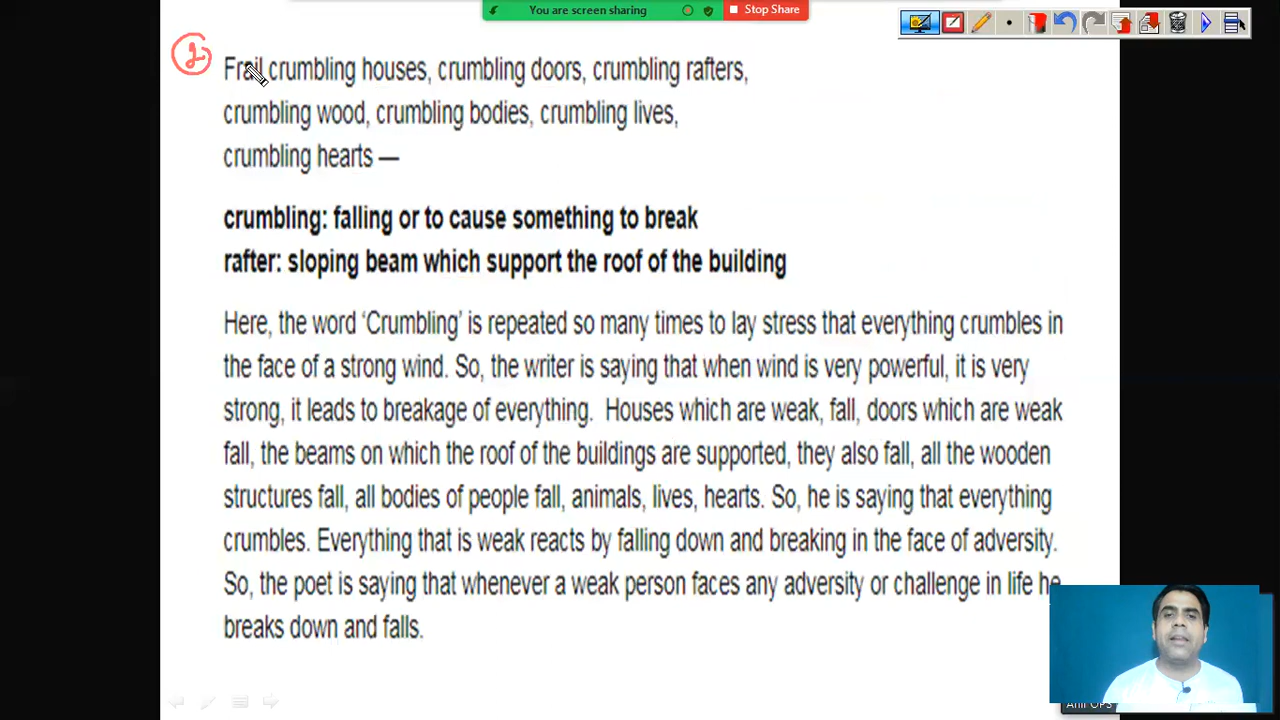 You are screen sharing
Stop Share
2
Frail crumbling houses, crumbling doors, crumbling rafters,
crumbling wood, crumbling bodies, crumbling lives,
crumbling hearts —
crumbling: falling or to cause something to break
rafter: sloping beam which support the roof of the building
Here, the word ‘Crumbling’ is repeated so many times to lay stress that everything crumbles in
the face of a strong wind. So, the writer is saying that when wind is very powerful, it is very
strong, it leads to breakage of everything. Houses which are weak, fall, doors which are weak
fall, the beams on which the roof of the buildings are supported, they also fall, all the wooden
structures fall, all bodies of people fall, animals, lives, hearts. So, he is saying that everything
crumbles. Everything that is weak reacts by falling down and breaking in the face of adversity.
So, the poet is saying that whenever a weak person faces any adversity or challenge in life he
breaks down and falls.
Anil OPS